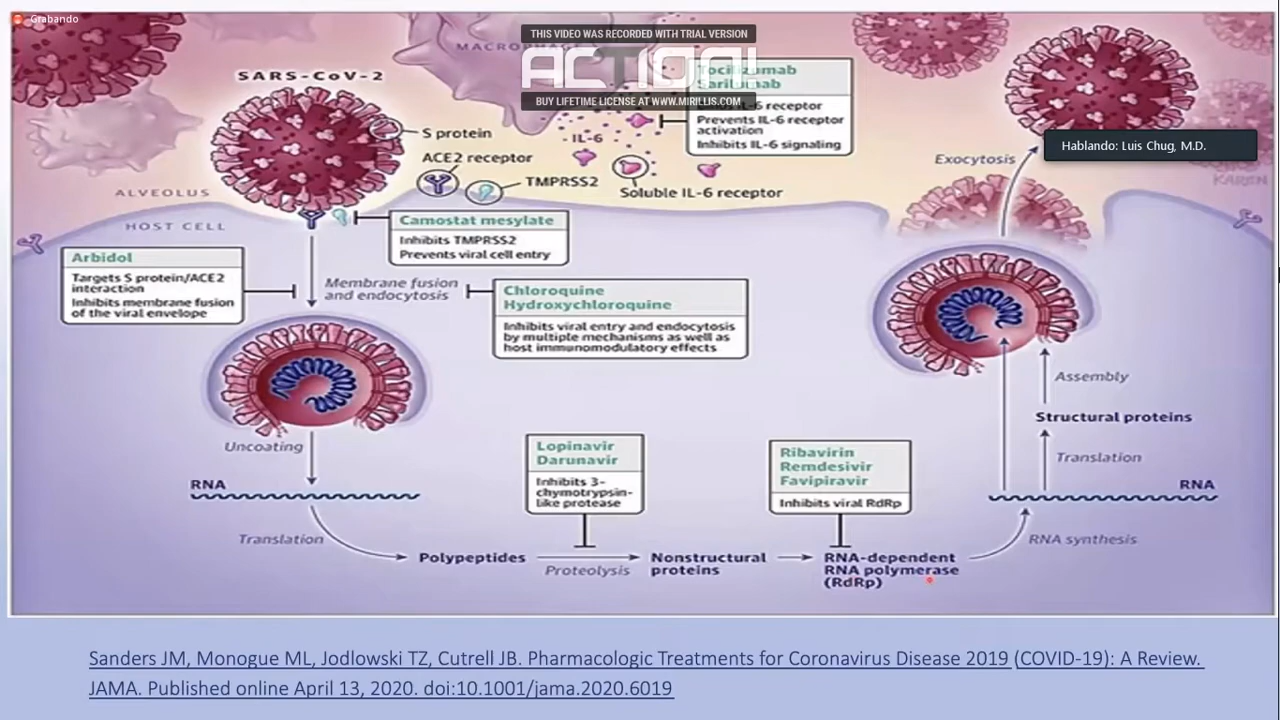 Grabando
THIS VIDEO WAS RECORDED WITH TRIAL VERSION
ACTION!
BUY LIFETIME LICENSE AT WWW.MIRILLIS.COM
MACROPHAGE
SARS-CoV-2
S protein
ACE2 receptor
TMPRSS2
IL-6
Tocilizumab
Sarilumab
IL-6 receptor
Prevents IL-6 receptor
activation
Inhibits IL-6 signaling
Soluble IL-6 receptor
Exocytosis
Hablando: Luis Chug, M.D.
ALVEOLUS
HOST CELL
Camostat mesylate
Inhibits TMPRSS2
Prevents viral cell entry
Arbidol
Targets S protein/ACE2
interaction
Inhibits membrane fusion
of the viral envelope
Membrane fusion
and endocytosis
Chloroquine
Hydroxychloroquine
Inhibits viral entry and endocytosis
by multiple mechanisms as well as
host immunomodulatory effects
Uncoating
RNA
Translation
Polypeptides
Lopinavir
Darunavir
Inhibits 3-
chymotrypsin-
like protease
Proteolysis
Nonstructural
proteins
Ribavirin
Remdesivir
Favipiravir
Inhibits viral RdRp
RNA-dependent
RNA polymerase
(RdRp)
RNA synthesis
RNA
Translation
Structural proteins
Assembly
Sanders JM, Monogue ML, Jodlowski TZ, Cutrell JB. Pharmacologic Treatments for Coronavirus Disease 2019 (COVID-19): A Review.
JAMA. Published online April 13, 2020. doi:10.1001/jama.2020.6019